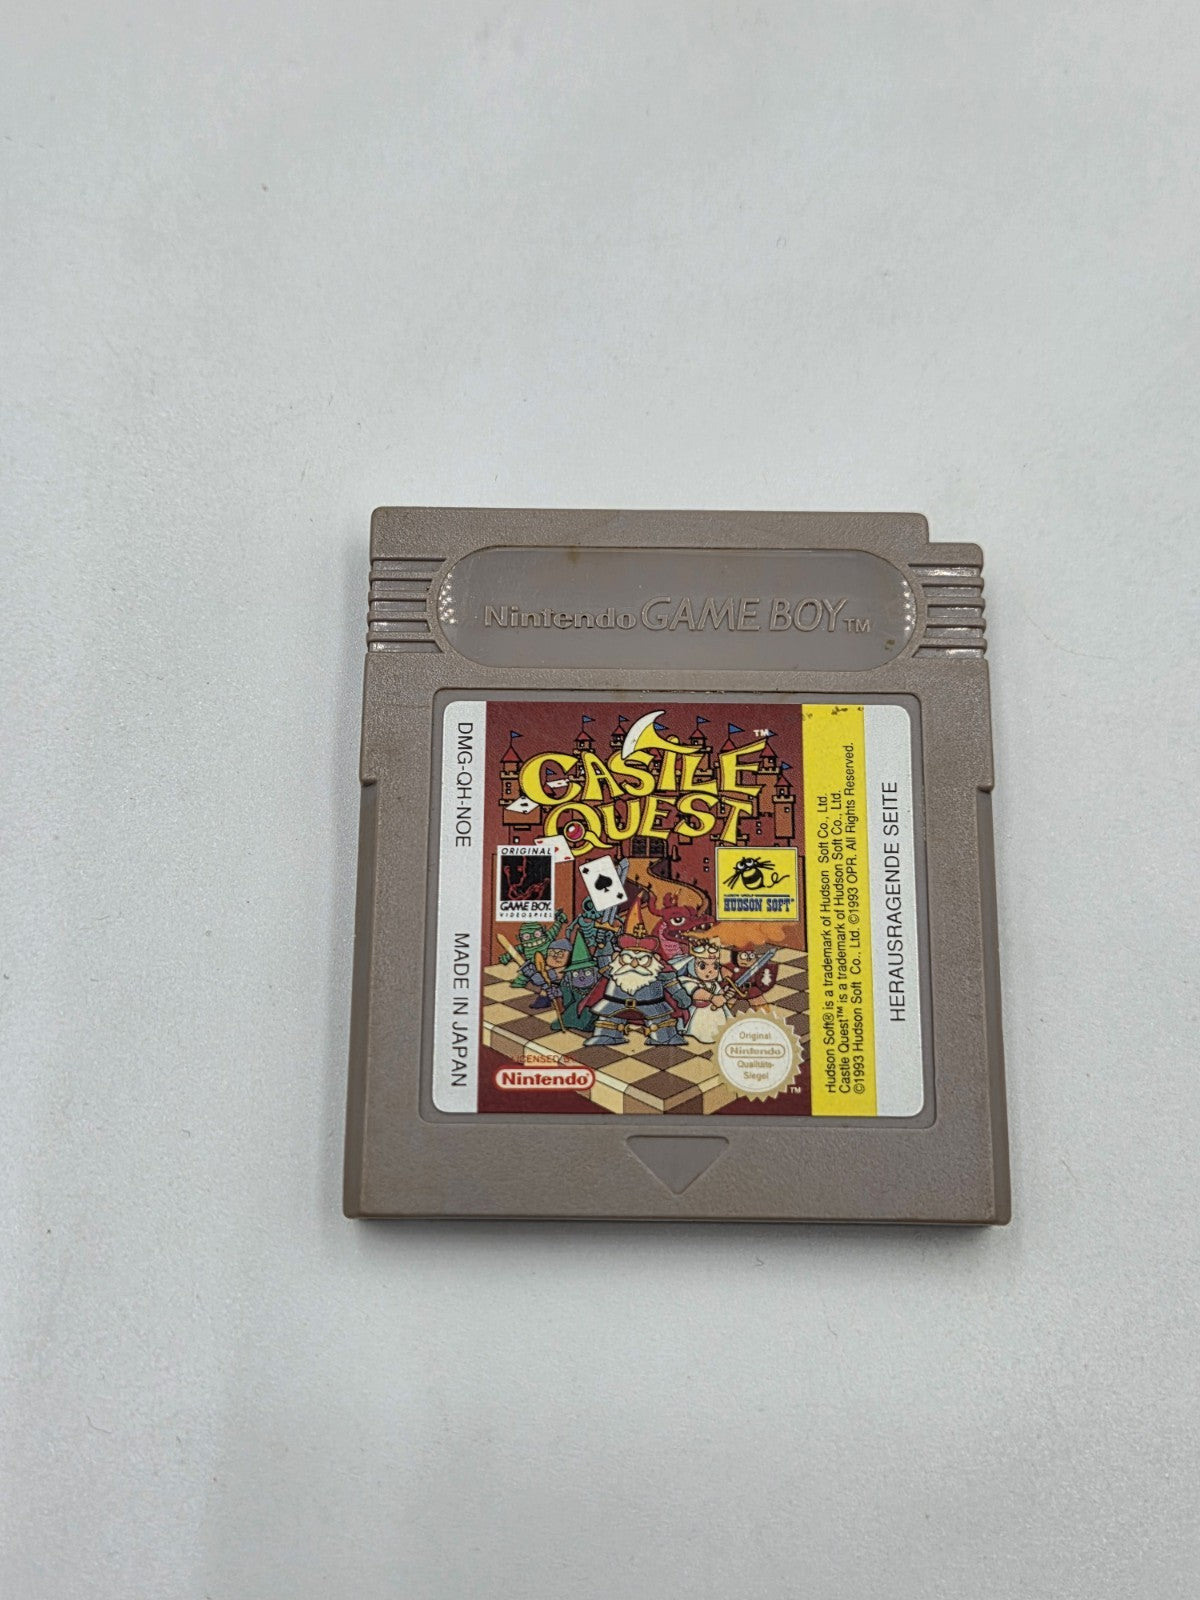 Nintendo GAME BOY TM
DMG-QH-NOE
MADE IN JAPAN
CASTLE TM
QUEST
ORIGINAL
GAME BOY
VIDEOSPIEL
HUDSON SOFT
LICENSED BY
Nintendo
Original
Nintendo
Qualitäts-
Siegel
TM
Hudson Soft® is a trademark of Hudson Soft Co., Ltd.
Castle Quest™ is a trademark of Hudson Soft Co., Ltd.
©1993 Hudson Soft Co., Ltd. ©1993 OPR. All Rights Reserved.
HERAUSRAGENDE SEITE